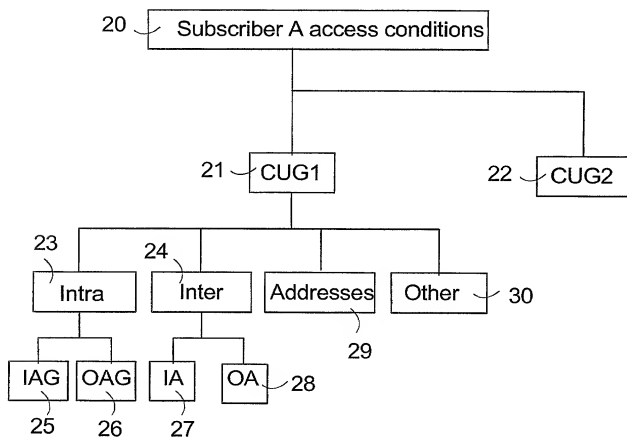 20 Subscriber A access conditions
21 CUG1
22 CUG2
23 24
Intra Inter Addresses Other 30
29
IAG OAG IA OA 28
25 26 27